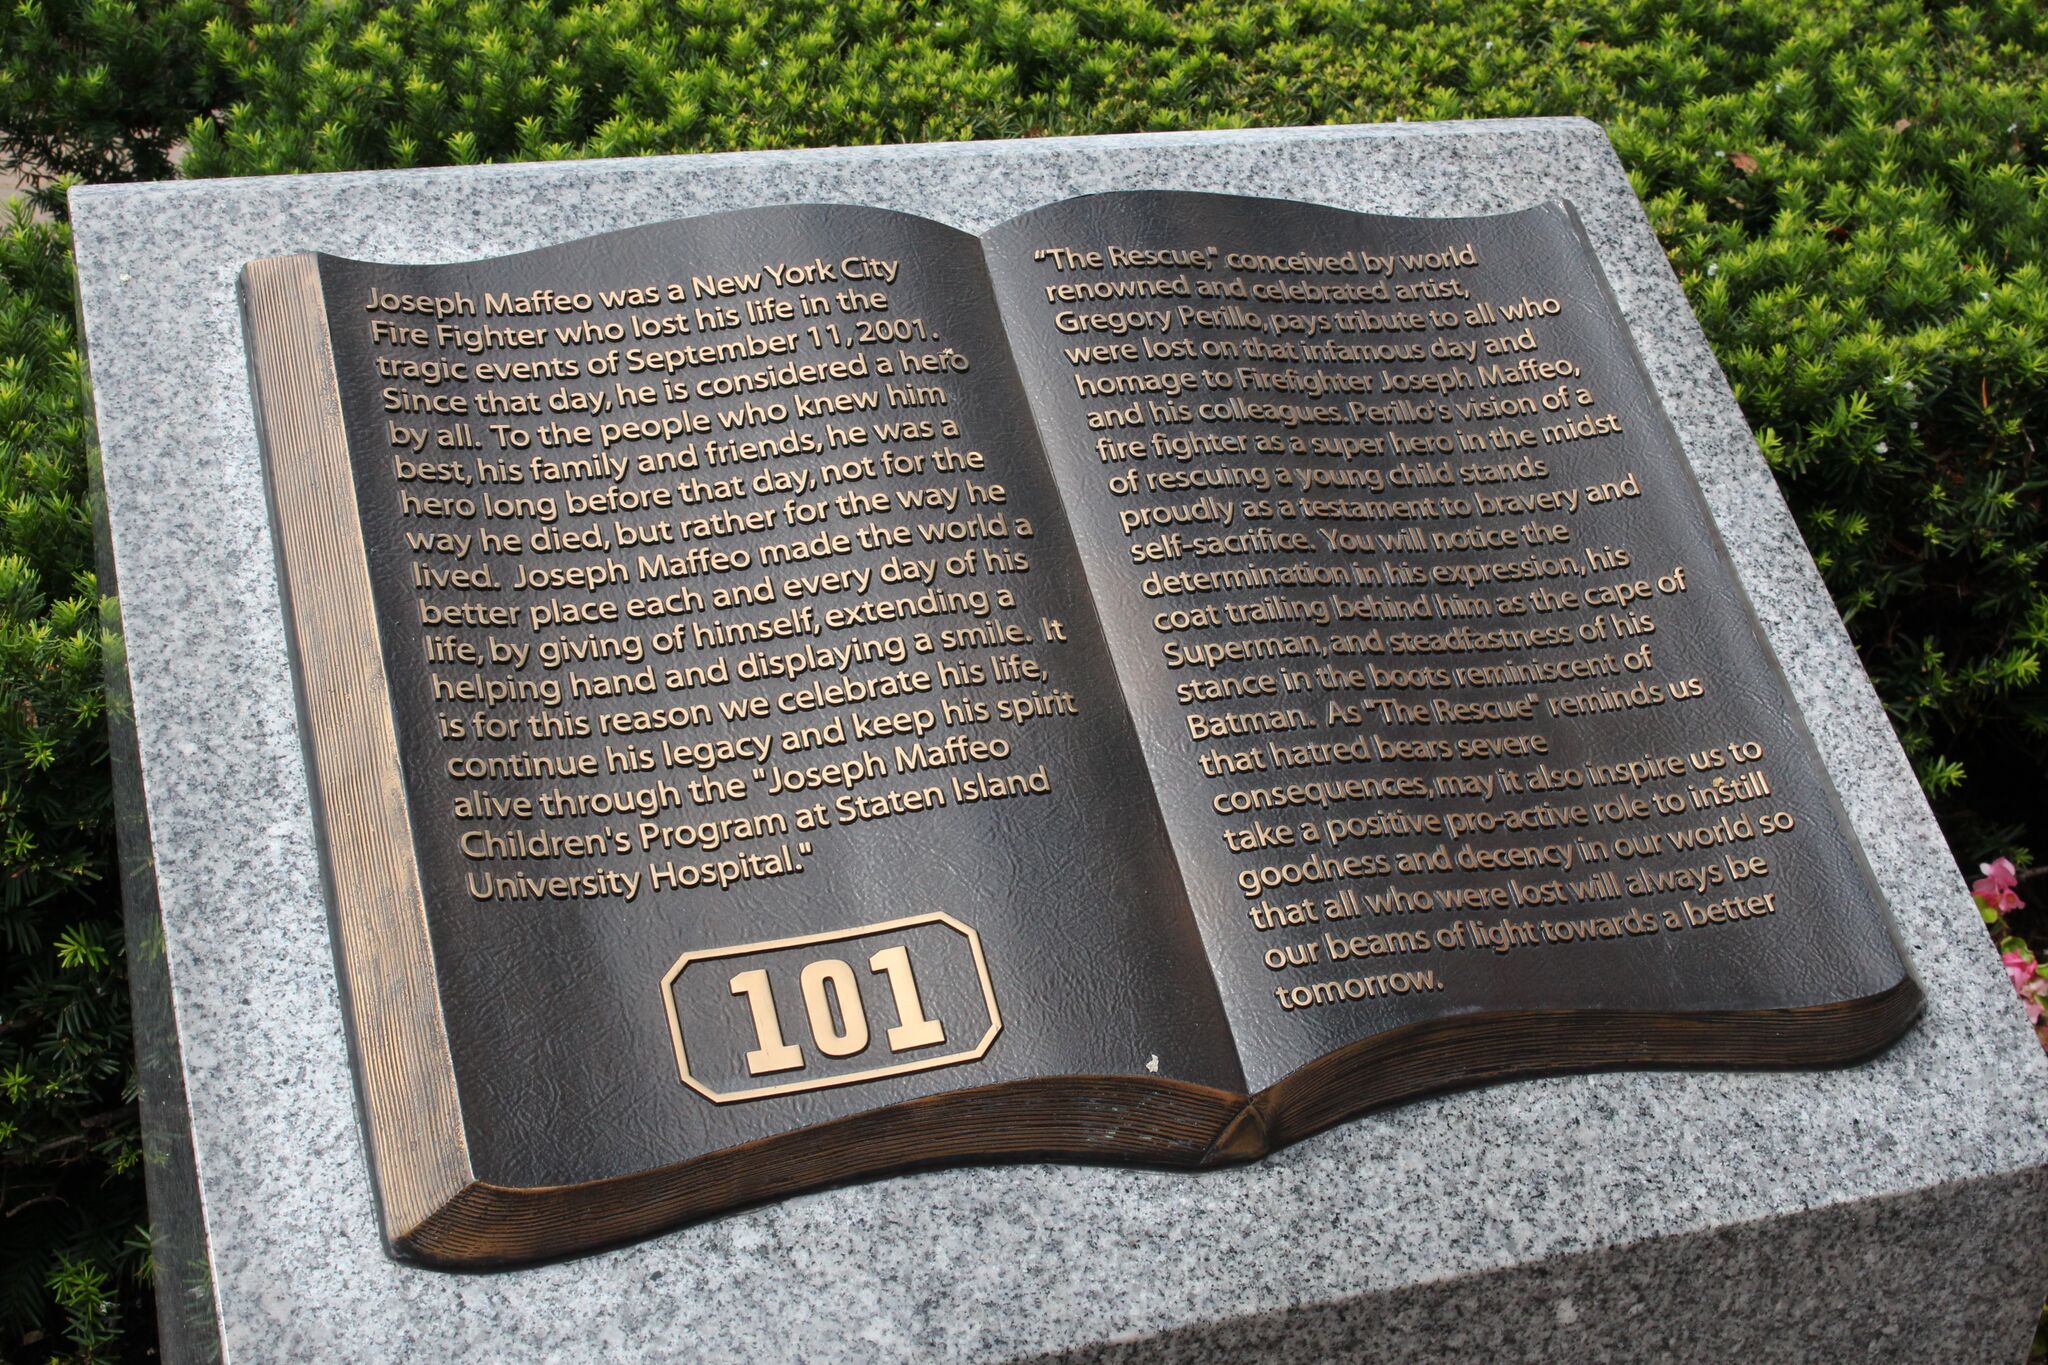 Joseph Maffeo was a New York City
Fire Fighter who lost his life in the
tragic events of September 11, 2001.
Since that day, he is considered a hero
by all. To the people who knew him
best, his family and friends, he was a
hero long before that day, not for the
way he died, but rather for the way he
lived. Joseph Maffeo made the world a
better place each and every day of his
life, by giving of himself, extending a
helping hand and displaying a smile. It
is for this reason we celebrate his life,
continue his legacy and keep his spirit
alive through the "Joseph Maffeo
Children's Program at Staten Island
University Hospital."
101
“The Rescue,” conceived by world
renowned and celebrated artist,
Gregory Perillo, pays tribute to all who
were lost on that infamous day and
homage to Firefighter Joseph Maffeo,
and his colleagues. Perillo's vision of a
fire fighter as a super hero in the midst
of rescuing a young child stands
proudly as a testament to bravery and
self-sacrifice. You will notice the
determination in his expression, his
coat trailing behind him as the cape of
Superman, and steadfastness of his
stance in the boots reminiscent of
Batman. As "The Rescue" reminds us
that hatred bears severe
consequences, may it also inspire us to
take a positive pro-active role to instill
goodness and decency in our world so
that all who were lost will always be
our beams of light towards a better
tomorrow.